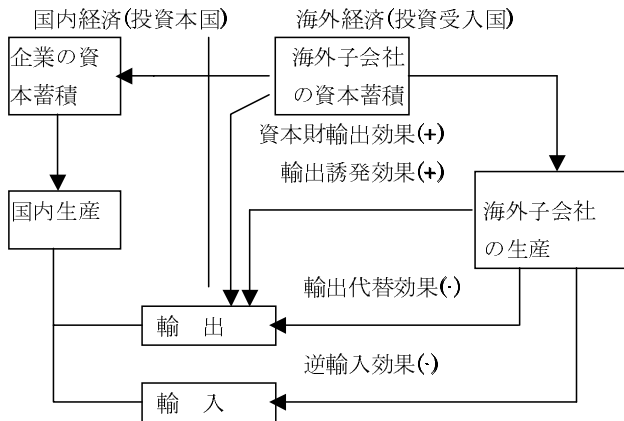 国内経済(投資本国)
海外経済(投資受入国)
企業の資
本蓄積
海外子会社
の資本蓄積
資本財輸出効果(+)
輸出誘発効果(+)
国内生産
海外子会社
の生産
輸出代替効果(-)
輸 出
逆輸入効果(-)
輸 入